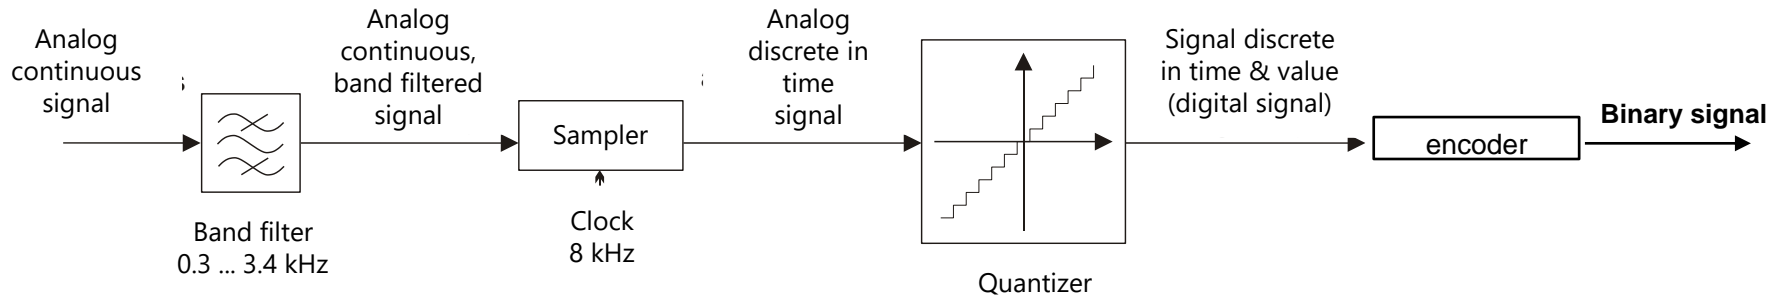 Analog
continuous
signal
Band filter
0.3 ... 3.4 kHz
Analog
continuous,
band filtered
signal
Sampler
Clock
8 kHz
Analog
discrete in
time
signal
Quantizer
Signal discrete
in time & value
(digital signal)
encoder
Binary signal